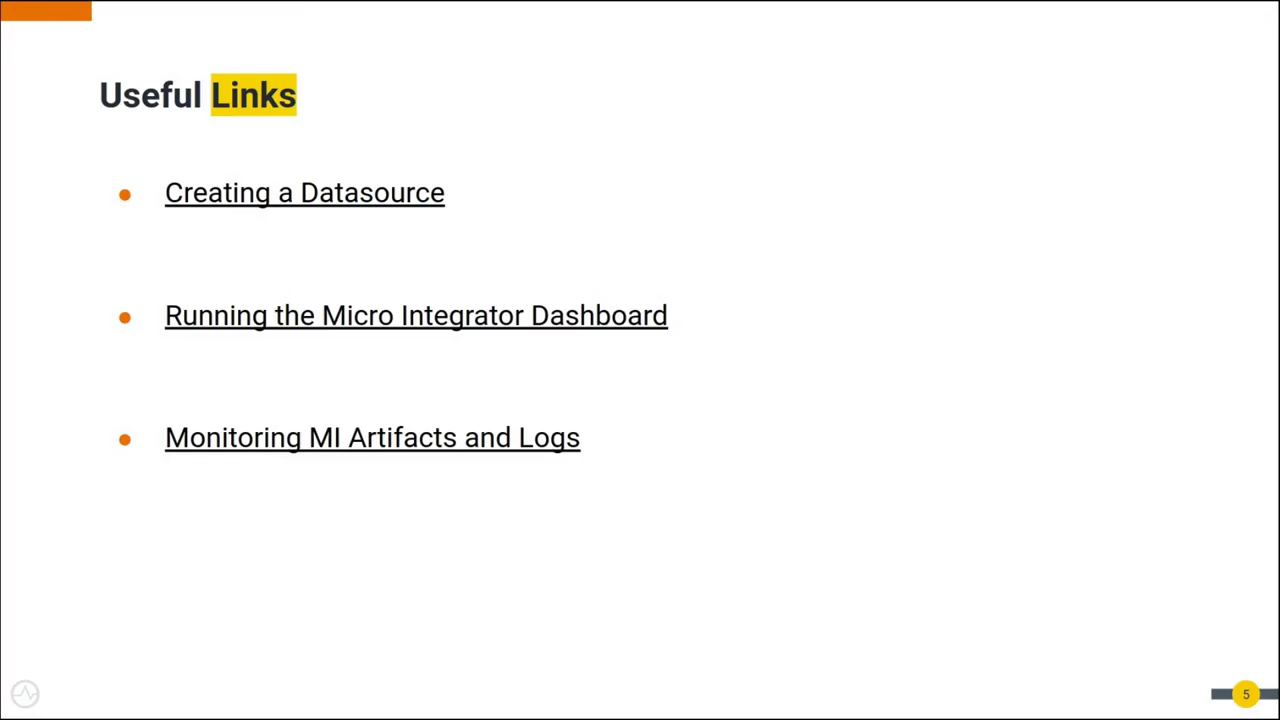 Useful Links
Creating a Datasource
Running the Micro Integrator Dashboard
Monitoring MI Artifacts and Logs
5